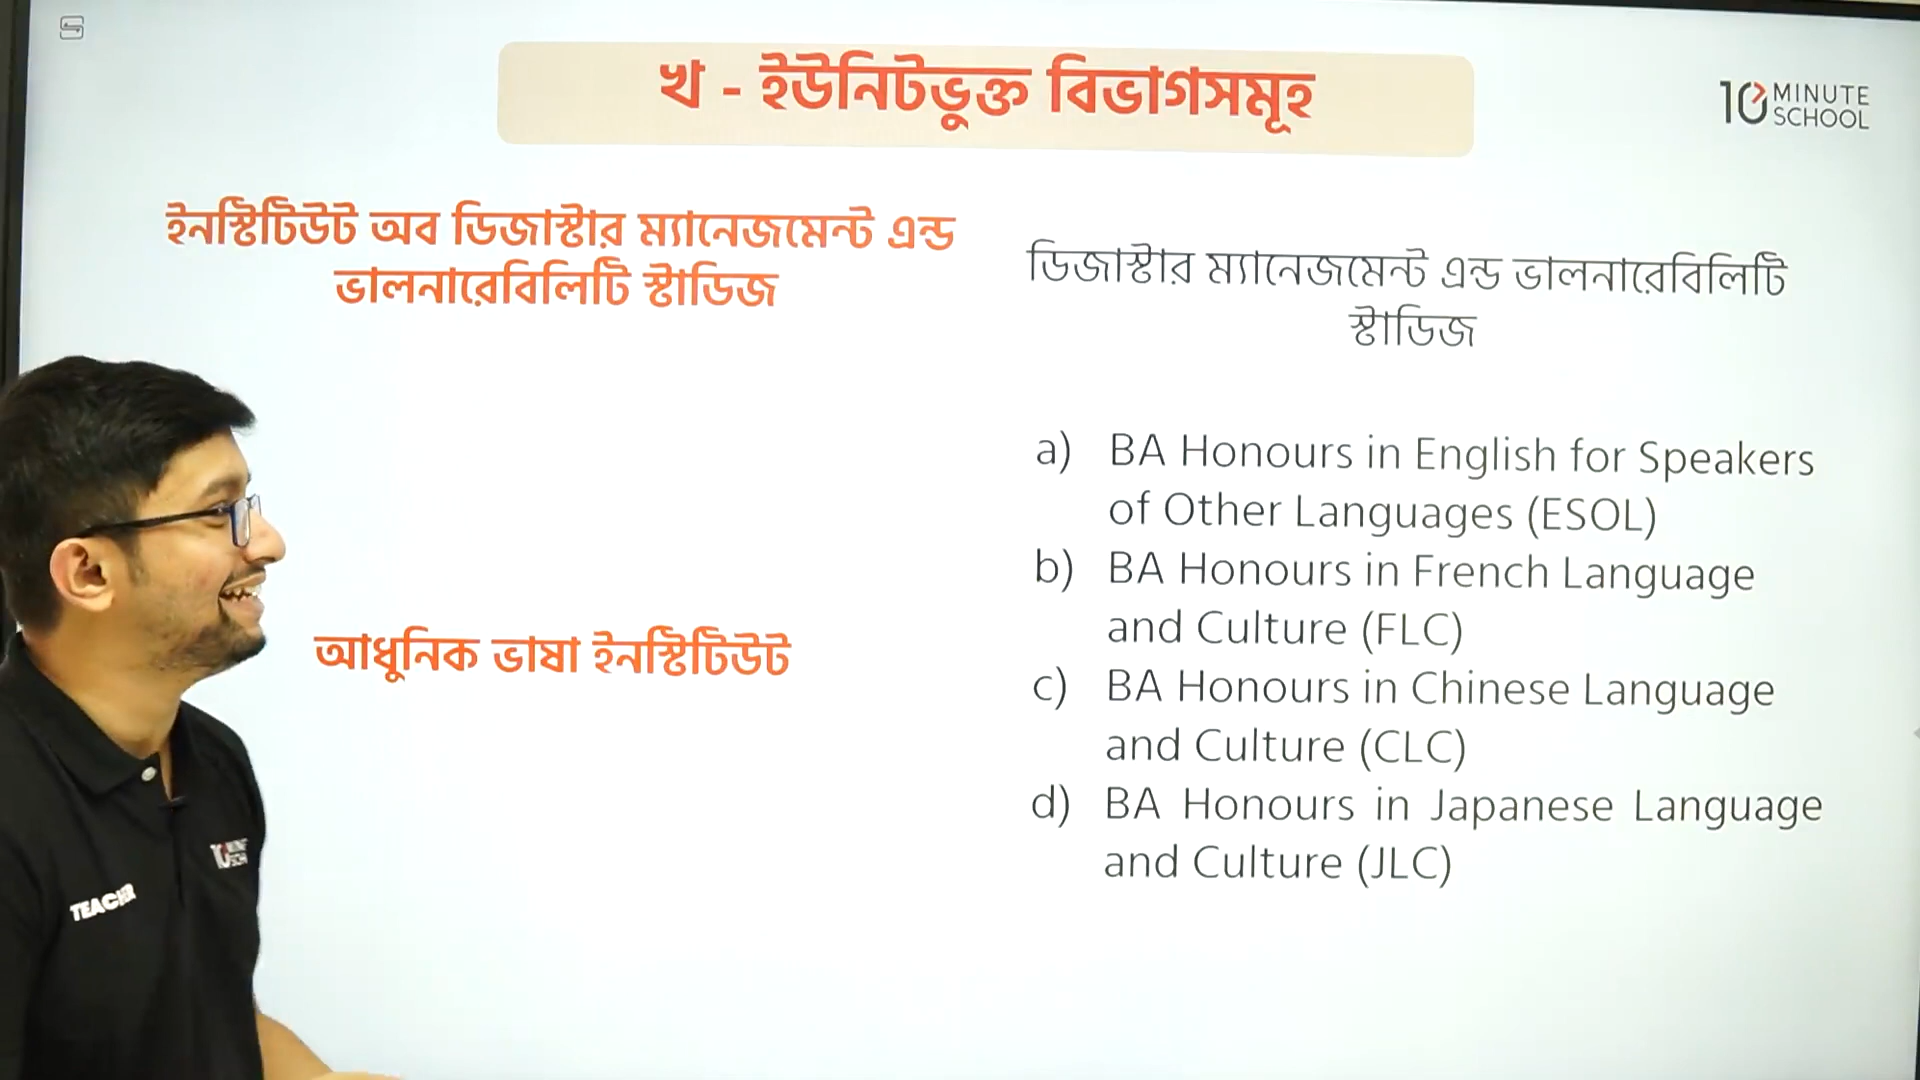 খ - ইউনিটভুক্ত বিভাগসমূহ
10 MINUTE
SCHOOL
ইনস্টিটিউট অব ডিজাস্টার ম্যানেজমেন্ট এন্ড
ভালনারেবিলিটি স্টাডিজ
ডিজাস্টার ম্যানেজমেন্ট এন্ড ভালনারেবিলিটি
স্টাডিজ
আধুনিক ভাষা ইনস্টিটিউট
a) BA Honours in English for Speakers
of Other Languages (ESOL)
b) BA Honours in French Language
and Culture (FLC)
c) BA Honours in Chinese Language
and Culture (CLC)
d) BA Honours in Japanese Language
and Culture (JLC)
TEACHER